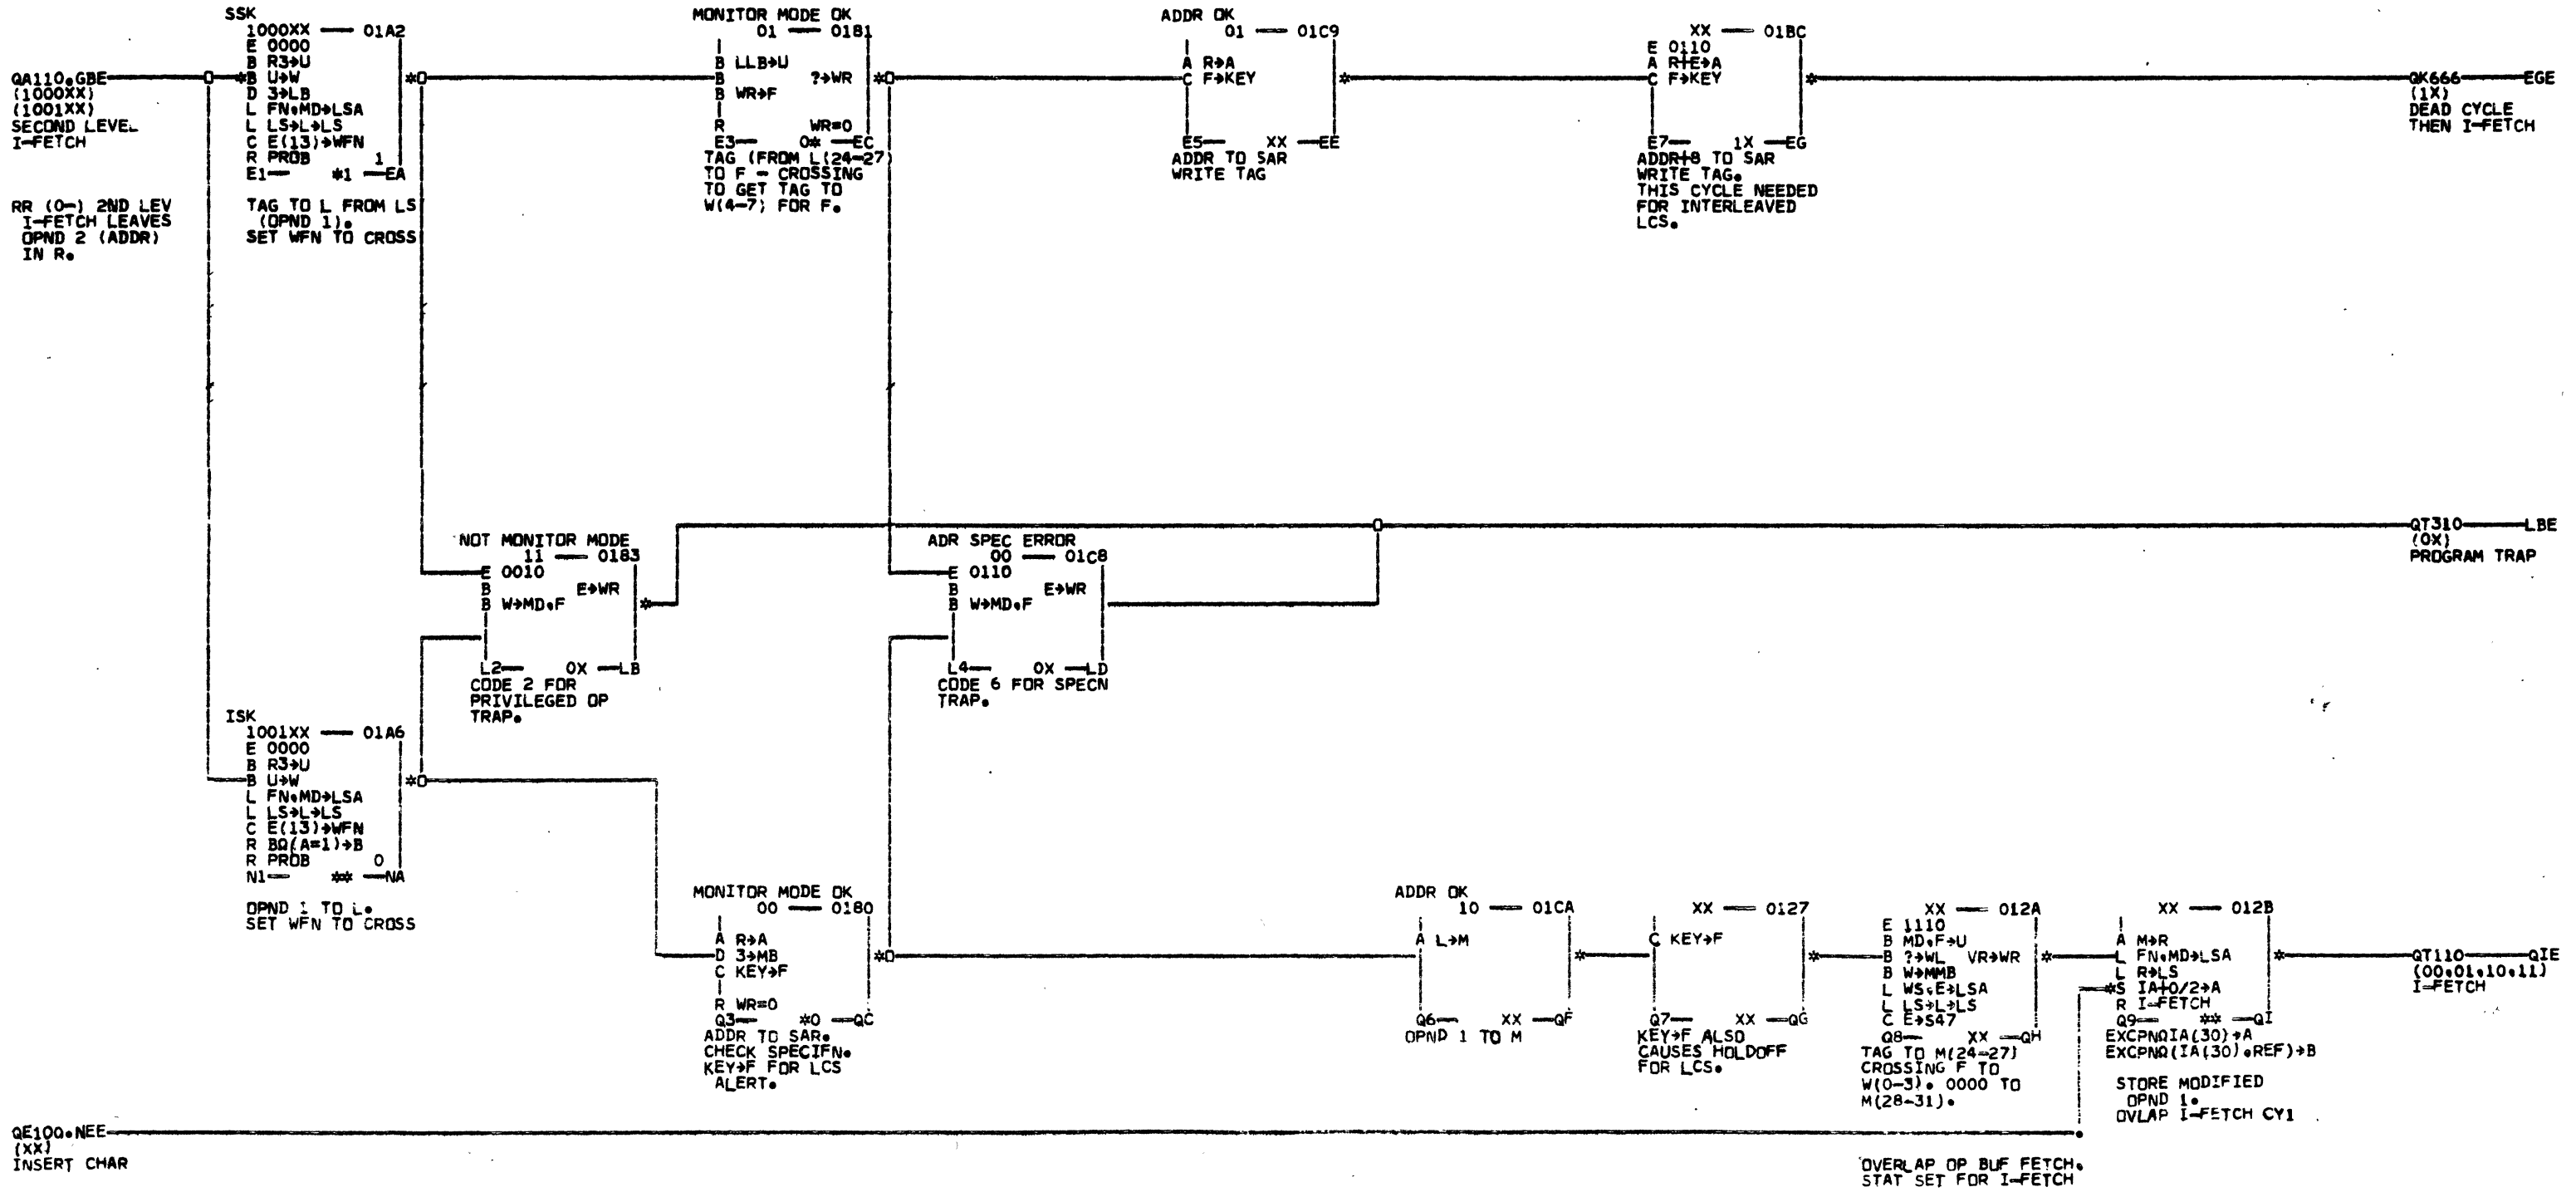 SSK
1000XX — 01A2
E 0000
B R3→U
B U→W
D 3→LB
L FN.MD→LSA
L LS→L→LS
C E(13)→WFN
R PROB 1
E1— *1 —EA
TAG TO L FROM LS
(OPND 1).
SET WFN TO CROSS
QA110.GBE
(1000XX)
(1001XX)
SECOND LEVEL
I-FETCH
RR (0-) 2ND LEV
I-FETCH LEAVES
OPND 2 (ADDR)
IN R.
MONITOR MODE OK
01 — 0181
B LLB→U
B ?→WR
B WR→F
R WR=0
E3— 0* —EC
TAG (FROM L(24-27)
TO F - CROSSING
TO GET TAG TO
W(4-7) FOR F.
ADDR OK
01 — 01C9
A R→A
C F→KEY
E5— XX —EE
ADDR TO SAR
WRITE TAG
XX — 01BC
E 0110
A R+E→A
C F→KEY
E7— 1X —EG
ADDR+8 TO SAR
WRITE TAG.
THIS CYCLE NEEDED
FOR INTERLEAVED
LCS.
QK666—EGE
(1X)
DEAD CYCLE
THEN I-FETCH
NOT MONITOR MODE
11 — 0183
E 0010
B E→WR
B W→MD.F
L2— 0X —LB
CODE 2 FOR
PRIVILEGED OP
TRAP.
ADR SPEC ERROR
00 — 01C8
E 0110
B E→WR
B W→MD.F
L4— 0X —LD
CODE 6 FOR SPECN
TRAP.
QT310—LBE
(0X)
PROGRAM TRAP
ISK
1001XX — 01A6
E 0000
B R3→U
B U→W
L FN.MD→LSA
L LS→L→LS
C E(13)→WFN
R BΩ(A=1)→B
R PROB 0
N1— ** —NA
OPND 1 TO L.
SET WFN TO CROSS
MONITOR MODE OK
00 — 0180
A R→A
D 3→MB
C KEY→F
R WR=0
Q3— *0 —QC
ADDR TO SAR.
CHECK SPECIFN.
KEY→F FOR LCS
ALERT.
ADDR OK
10 — 01CA
A L→M
Q6— XX —QF
OPND 1 TO M
XX — 0127
C KEY→F
Q7— XX —QG
KEY→F ALSO
CAUSES HOLDOFF
FOR LCS.
XX — 012A
E 1110
B MD.F→U
B ?→WL VR→WR
B W→MMB
L WS.E→LSA
L LS→L→LS
C E→S47
Q8— XX —QH
TAG TO M(24-27)
CROSSING F TO
W(0-3). 0000 TO
M(28-31).
OVERLAP OP BUF FETCH.
STAT SET FOR I-FETCH
XX — 012B
A M→R
L FN.MD→LSA
L R→LS
S IA+0/2→A
R I-FETCH
Q9— ** —QI
EXCPNΩIA(30)→A
EXCPNΩ(IA(30).REF)→B
STORE MODIFIED
OPND 1.
OVLAP I-FETCH CY1
QT110—QIE
(00.01.10.11)
I-FETCH
QE100.NEE
(XX)
INSERT CHAR